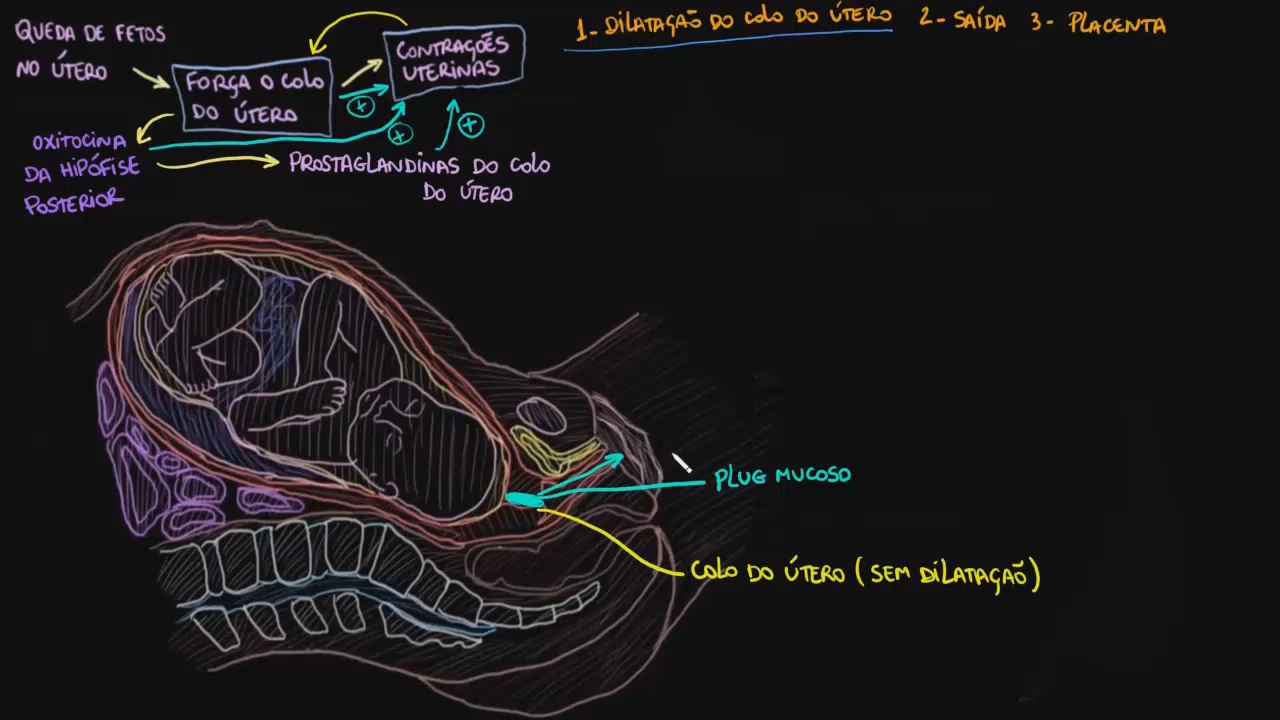 QUEDA DE FETOS
NO ÚTERO
FORÇA O COLO
DO ÚTERO
CONTRAÇÕES
UTERINAS
1- DILATAÇÃO DO COLO DO ÚTERO 2- SAÍDA 3- PLACENTA
OXITOCINA
DA HIPÓFISE
POSTERIOR
+
+
+
PROSTAGLANDINAS DO COLO
DO ÚTERO
PLUG MUCOSO
COLO DO ÚTERO (SEM DILATAÇÃO)